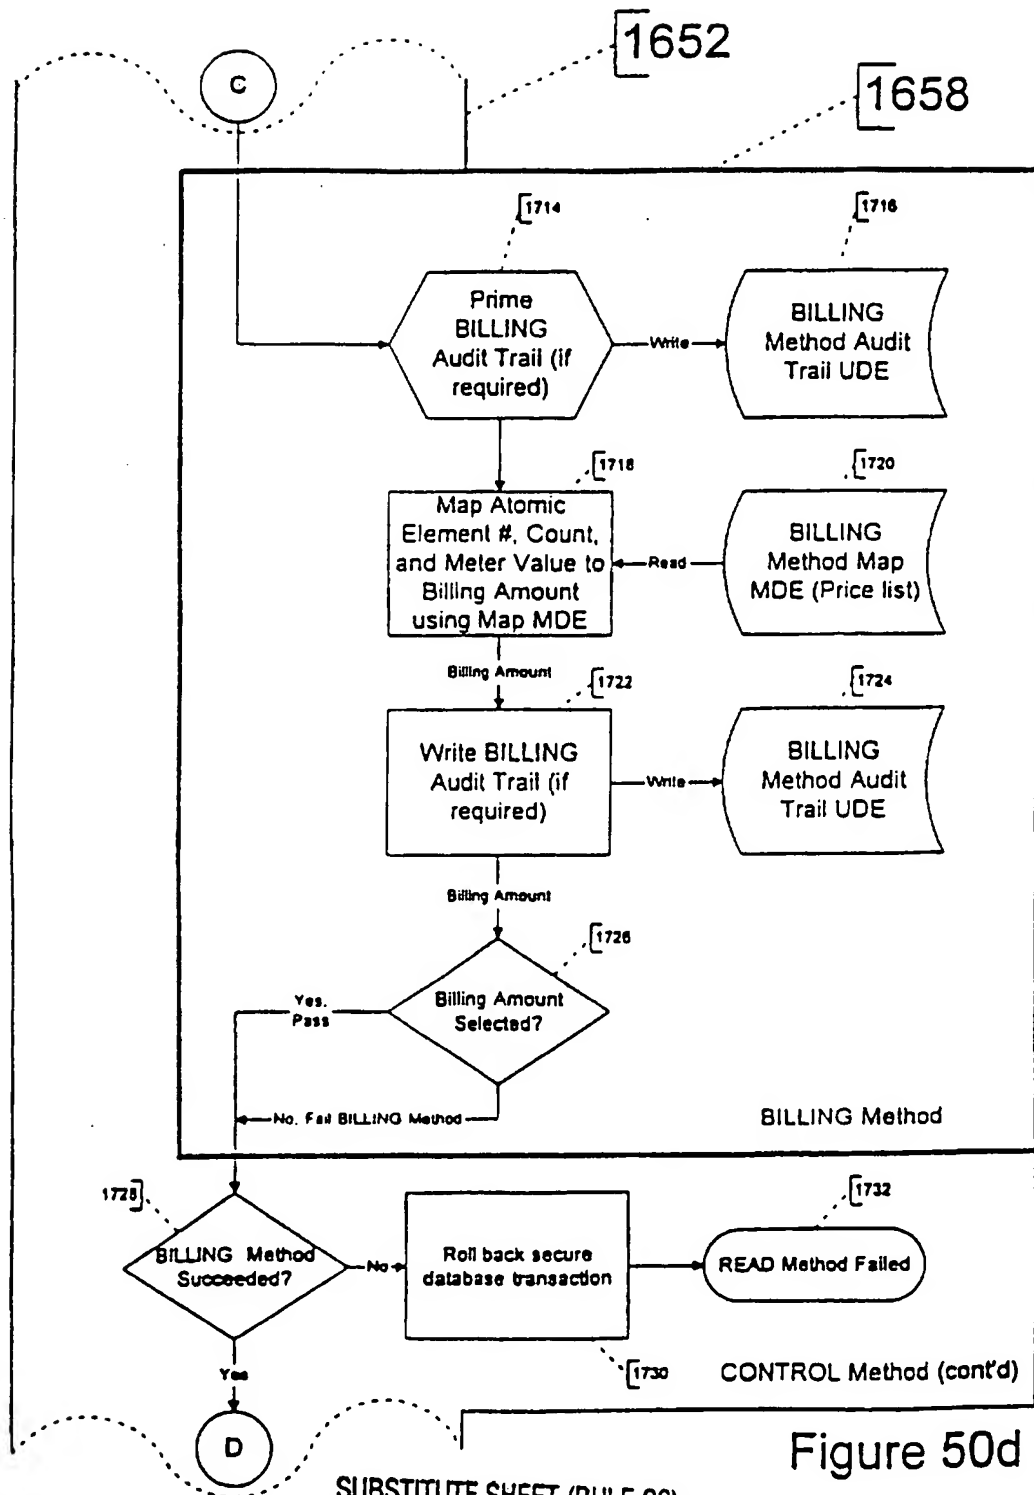 1652
C
1658
1714
1716
Prime
BILLING
Audit Trail (if
required)
Write
BILLING
Method Audit
Trail UDE
1718
1720
Map Atomic
Element #, Count,
and Meter Value to
Billing Amount
using Map MDE
Read
BILLING
Method Map
MDE (Price list)
Billing Amount
1722
1724
Write BILLING
Audit Trail (if
required)
Write
BILLING
Method Audit
Trail UDE
Billing Amount
1726
Billing Amount
Selected?
Yes,
Pass
No, Fail BILLING Method
BILLING Method
1728
BILLING Method
Succeeded?
No
Roll back secure
database transaction
1732
READ Method Failed
Yes
1730
CONTROL Method (cont'd)
D
Figure 50d
SUBSTITUTE SHEET (RULE 26)